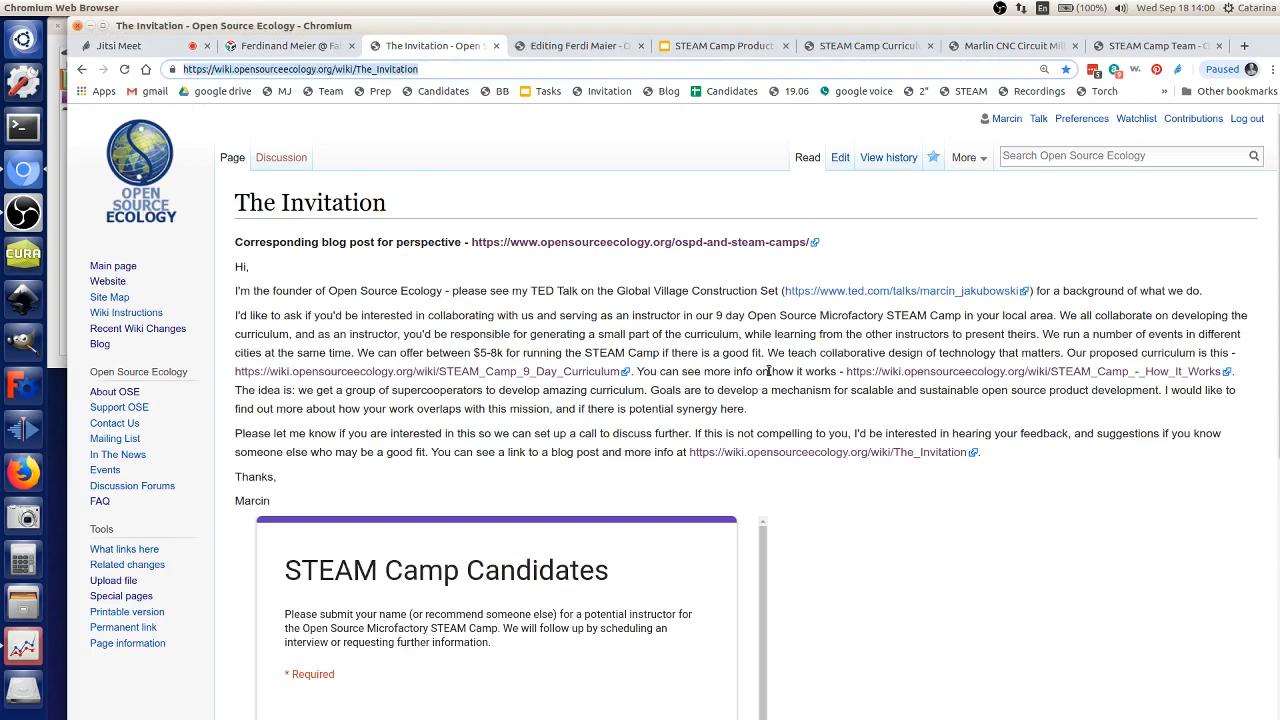 Chromium Web Browser
En
(100%)
Wed Sep 18 14:00
Catarina
The Invitation - Open Source Ecology - Chromium
Jitsi Meet
Ferdinand Meier @ Fa
The Invitation - Open S
Editing Ferdi Maier - O
STEAM Camp Product
STEAM Camp Curricul
Marlin CNC Circuit Mill
STEAM Camp Team - O
https://wiki.opensourceecology.org/wiki/The_Invitation
Paused
Apps
gmail
google drive
MJ
Team
Prep
Candidates
BB
Tasks
Invitation
Blog
Candidates
19.06
google voice
2"
STEAM
Recordings
Torch
»
Other bookmarks
Marcin
Talk
Preferences
Watchlist
Contributions
Log out
Page
Discussion
Read
Edit
View history
More
Search Open Source Ecology
OPEN
SOURCE
ECOLOGY
CURA
Main page
Website
Site Map
Wiki Instructions
Recent Wiki Changes
Blog
Open Source Ecology
About OSE
Support OSE
Contact Us
Mailing List
In The News
Events
Discussion Forums
FAQ
Tools
What links here
Related changes
Upload file
Special pages
Printable version
Permanent link
Page information
The Invitation
Corresponding blog post for perspective - https://www.opensourceecology.org/ospd-and-steam-camps/
Hi,
I'm the founder of Open Source Ecology - please see my TED Talk on the Global Village Construction Set (https://www.ted.com/talks/marcin_jakubowski) for a background of what we do.
I'd like to ask if you'd be interested in collaborating with us and serving as an instructor in our 9 day Open Source Microfactory STEAM Camp in your local area. We all collaborate on developing the
curriculum, and as an instructor, you'd be responsible for generating a small part of the curriculum, while learning from the other instructors to present theirs. We run a number of events in different
cities at the same time. We can offer between $5-8k for running the STEAM Camp if there is a good fit. We teach collaborative design of technology that matters. Our proposed curriculum is this -
https://wiki.opensourceecology.org/wiki/STEAM_Camp_9_Day_Curriculum . You can see more info on how it works - https://wiki.opensourceecology.org/wiki/STEAM_Camp_-_How_It_Works .
The idea is: we get a group of supercooperators to develop amazing curriculum. Goals are to develop a mechanism for scalable and sustainable open source product development. I would like to
find out more about how your work overlaps with this mission, and if there is potential synergy here.
Please let me know if you are interested in this so we can set up a call to discuss further. If this is not compelling to you, I'd be interested in hearing your feedback, and suggestions if you know
someone else who may be a good fit. You can see a link to a blog post and more info at https://wiki.opensourceecology.org/wiki/The_Invitation .
Thanks,
Marcin
STEAM Camp Candidates
Please submit your name (or recommend someone else) for a potential instructor for
the Open Source Microfactory STEAM Camp. We will follow up by scheduling an
interview or requesting further information.
* Required